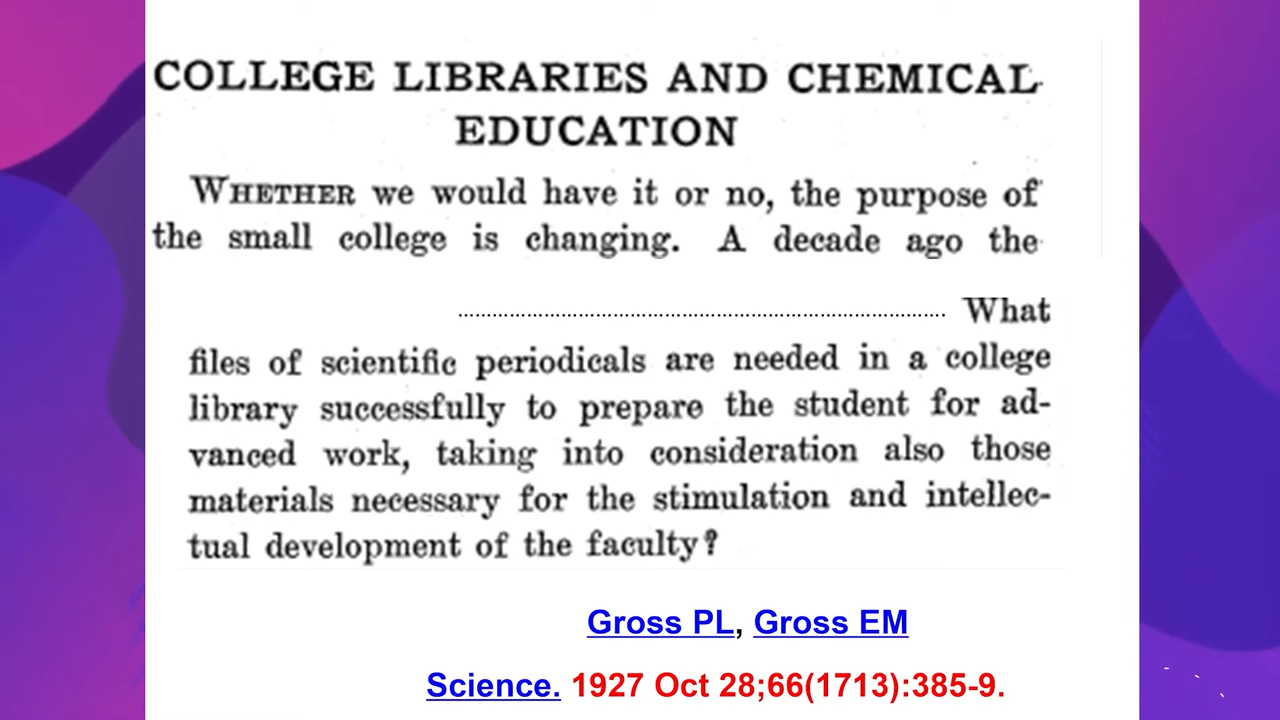 COLLEGE LIBRARIES AND CHEMICAL
EDUCATION
WHETHER we would have it or no, the purpose of
the small college is changing. A decade ago the
................................................................................ What
files of scientific periodicals are needed in a college
library successfully to prepare the student for ad-
vanced work, taking into consideration also those
materials necessary for the stimulation and intellec-
tual development of the faculty?
Gross PL, Gross EM
Science. 1927 Oct 28;66(1713):385-9.